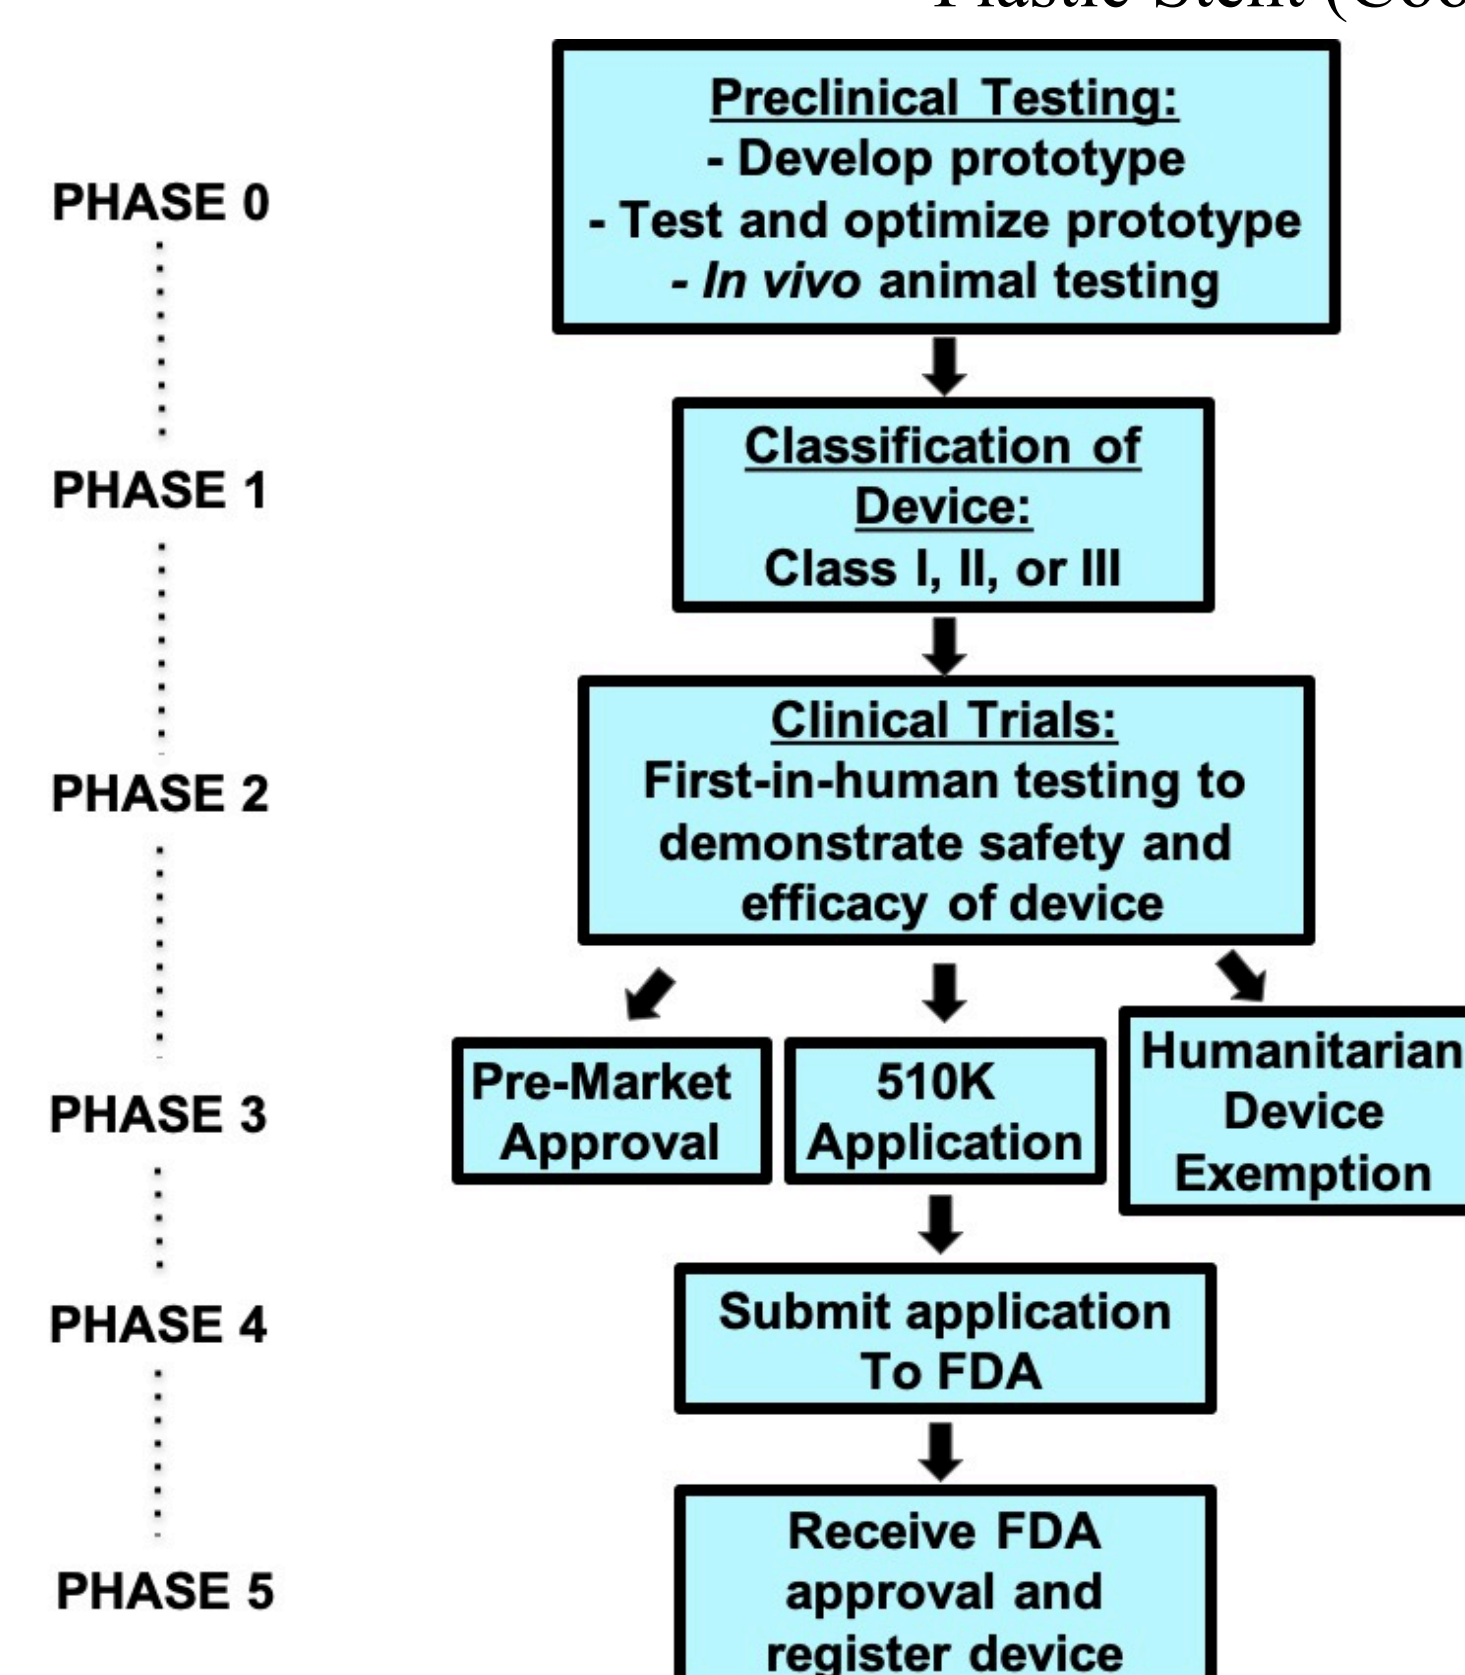 Plastic Stent (Coo
PHASE 0
Preclinical Testing:
- Develop prototype
- Test and optimize prototype
- In vivo animal testing
PHASE 1
Classification of
Device:
Class I, II, or III
PHASE 2
Clinical Trials:
First-in-human testing to
demonstrate safety and
efficacy of device
PHASE 3
Pre-Market
Approval
510K
Application
Humanitarian
Device
Exemption
PHASE 4
Submit application
To FDA
PHASE 5
Receive FDA
approval and
register device